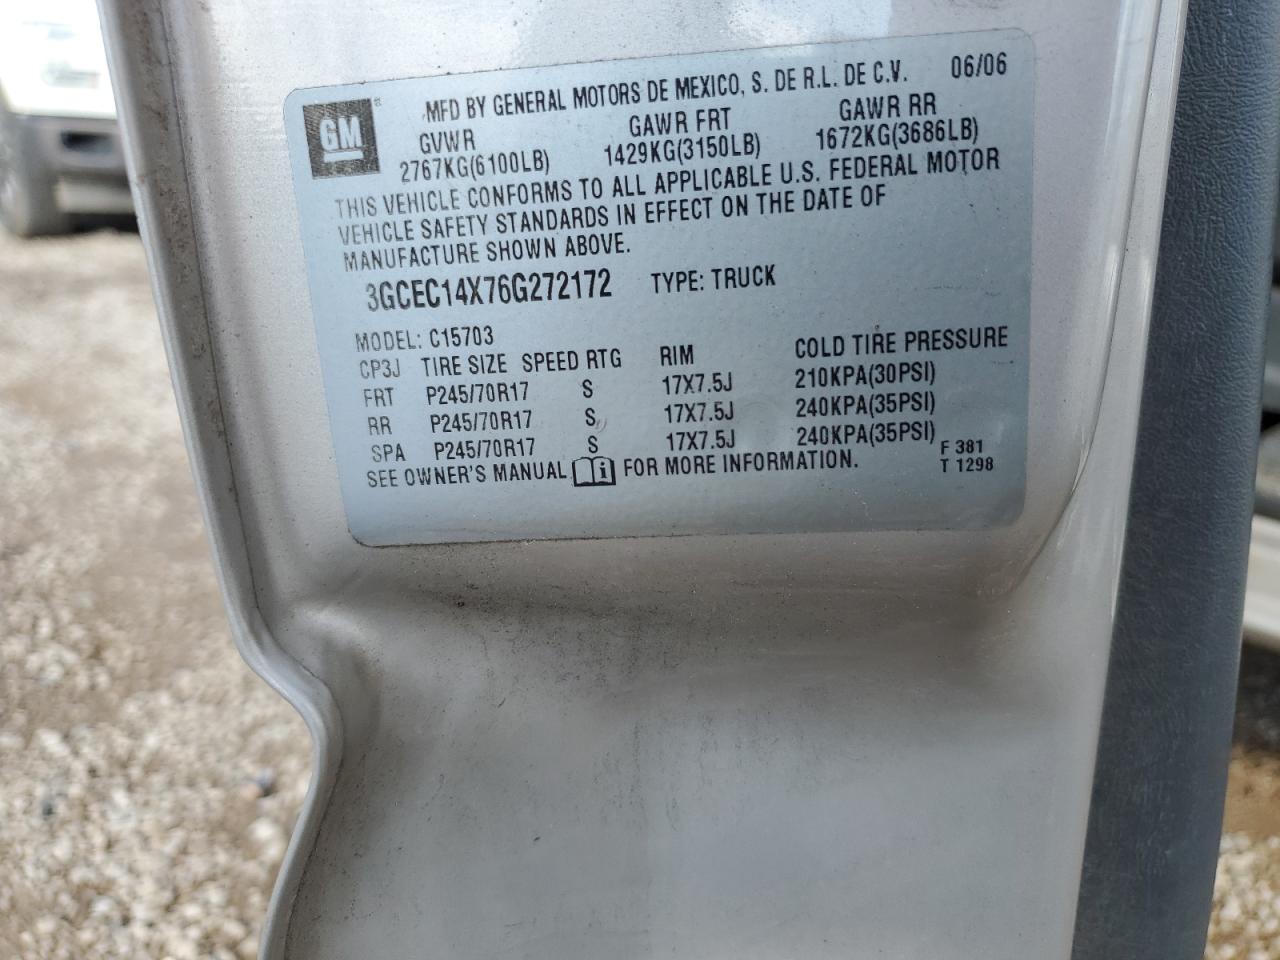 GM®
MFD BY GENERAL MOTORS DE MEXICO, S. DE R.L. DE C.V. 06/06
GVWR GAWR FRT GAWR RR
2767KG(6100LB) 1429KG(3150LB) 1672KG(3686LB)
THIS VEHICLE CONFORMS TO ALL APPLICABLE U.S. FEDERAL MOTOR
VEHICLE SAFETY STANDARDS IN EFFECT ON THE DATE OF
MANUFACTURE SHOWN ABOVE.
3GCEC14X76G272172 TYPE: TRUCK
MODEL: C15703
CP3J TIRE SIZE SPEED RTG RIM COLD TIRE PRESSURE
FRT P245/70R17 S 17X7.5J 210KPA(30PSI)
RR P245/70R17 S 17X7.5J 240KPA(35PSI)
SPA P245/70R17 S 17X7.5J 240KPA(35PSI) F 381
SEE OWNER'S MANUAL FOR MORE INFORMATION. T 1298